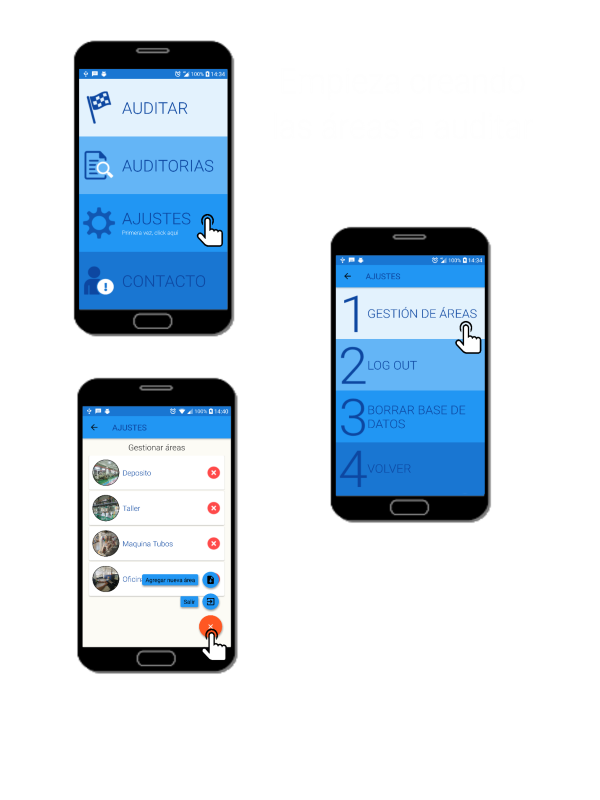 100% 14:34
AUDITAR
AUDITORIAS
AJUSTES
Primera vez, click aquí
CONTACTO
100% 14:34
AJUSTES
1 GESTIÓN DE ÁREAS
2 LOG OUT
3 BORRAR BASE DE
DATOS
4 VOLVER
100% 14:40
AJUSTES
Gestionar áreas
Deposito
Taller
Maquina Tubos
Oficin
Agregar nueva área
Salir